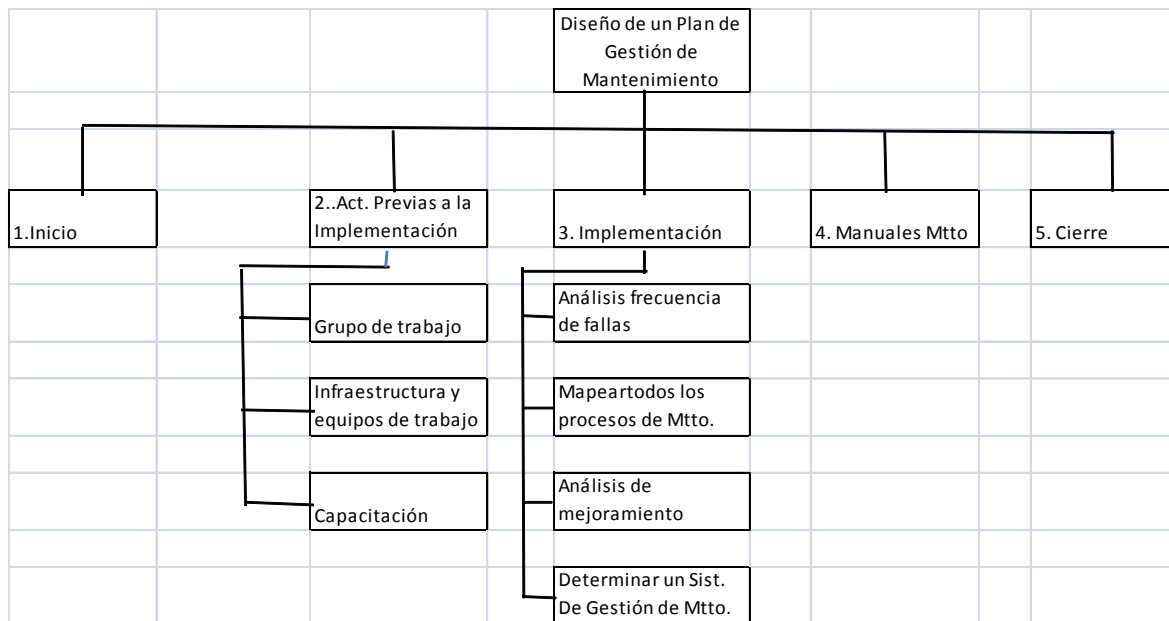 Diseño de un Plan de
Gestión de
Mantenimiento
1.Inicio
2..Act. Previas a la
Implementación
3. Implementación
4. Manuales Mtto
5. Cierre
Grupo de trabajo
Infraestructura y
equipos de trabajo
Capacitación
Análisis frecuencia
de fallas
Mapeartodos los
procesos de Mtto.
Análisis de
mejoramiento
Determinar un Sist.
De Gestión de Mtto.